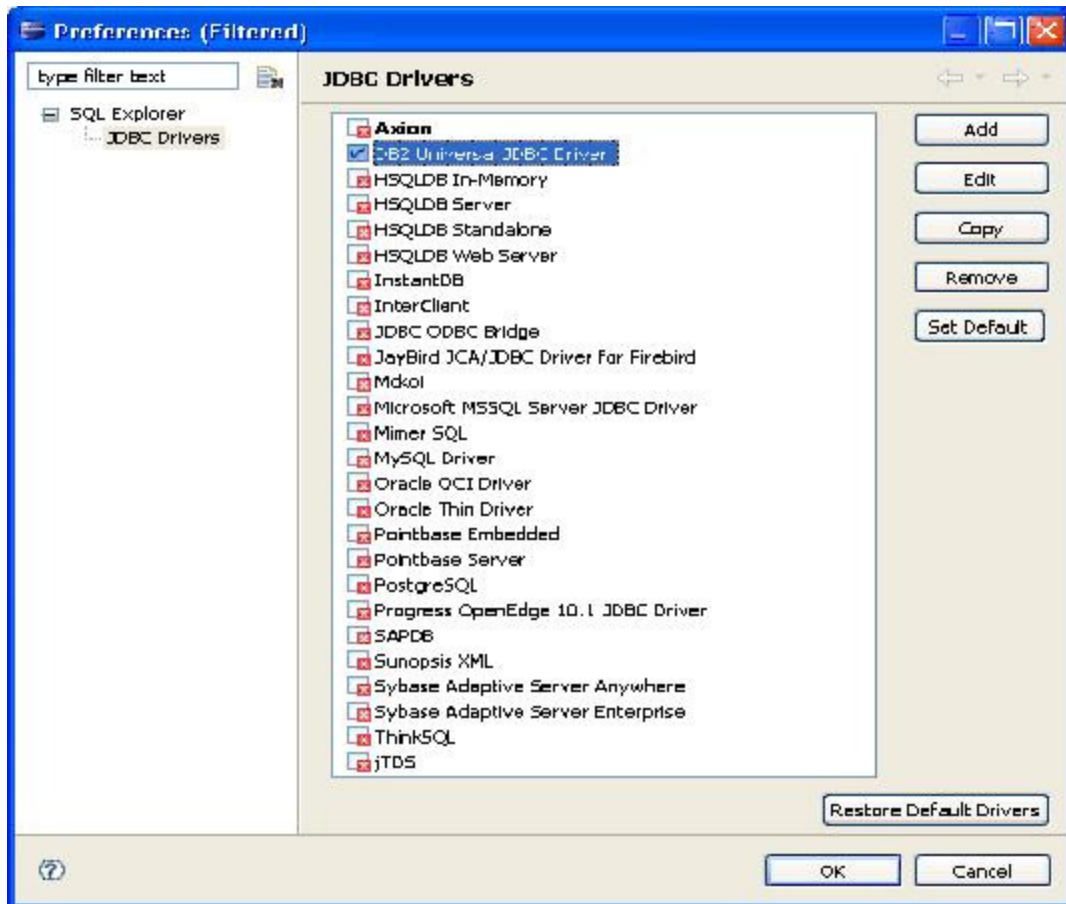 Preferences (Filtered)
type filter text
SQL Explorer
JDBC Drivers
JDBC Drivers
Axion
DB2 Universal JDBC Driver
HSQLDB In-Memory
HSQLDB Server
HSQLDB Standalone
HSQLDB Web Server
InstantDB
InterClient
JDBC ODBC Bridge
JayBird JCA/JDBC Driver for Firebird
Mckoi
Microsoft MSSQL Server JDBC Driver
Mimer SQL
MySQL Driver
Oracle OCI Driver
Oracle Thin Driver
Pointbase Embedded
Pointbase Server
PostgreSQL
Progress OpenEdge 10.1 JDBC Driver
SAPDB
Sunopsis XML
Sybase Adaptive Server Anywhere
Sybase Adaptive Server Enterprise
ThinkSQL
jTDS
Add
Edit
Copy
Remove
Set Default
Restore Default Drivers
OK
Cancel